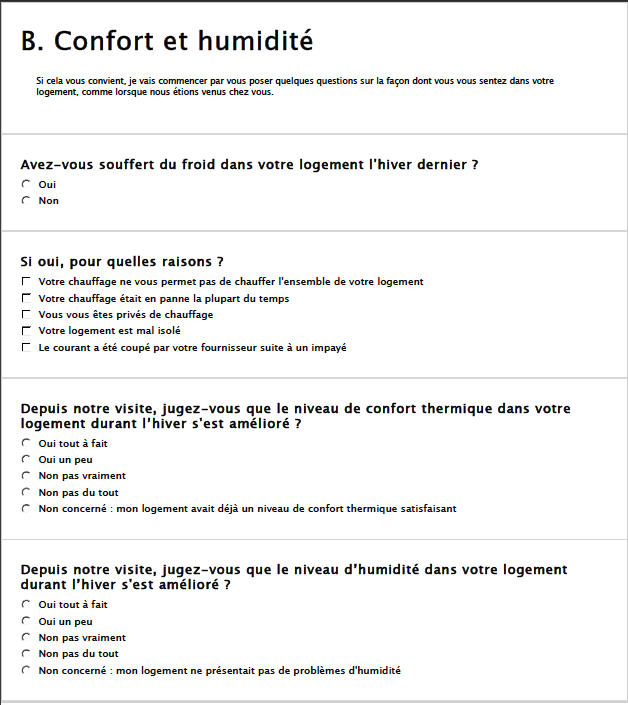 B. Confort et humidité
Si cela vous convient, je vais commencer par vous poser quelques questions sur la façon dont vous vous sentez dans votre
logement, comme lorsque nous étions venus chez vous.
Avez-vous souffert du froid dans votre logement l'hiver dernier ?
Oui
Non
Si oui, pour quelles raisons ?
Votre chauffage ne vous permet pas de chauffer l'ensemble de votre logement
Votre chauffage était en panne la plupart du temps
Vous vous êtes privés de chauffage
Votre logement est mal isolé
Le courant a été coupé par votre fournisseur suite à un impayé
Depuis notre visite, jugez-vous que le niveau de confort thermique dans votre
logement durant l’hiver s'est amélioré ?
Oui tout à fait
Oui un peu
Non pas vraiment
Non pas du tout
Non concerné : mon logement avait déjà un niveau de confort thermique satisfaisant
Depuis notre visite, jugez-vous que le niveau d’humidité dans votre logement
durant l’hiver s'est amélioré ?
Oui tout à fait
Oui un peu
Non pas vraiment
Non pas du tout
Non concerné : mon logement ne présentait pas de problèmes d'humidité